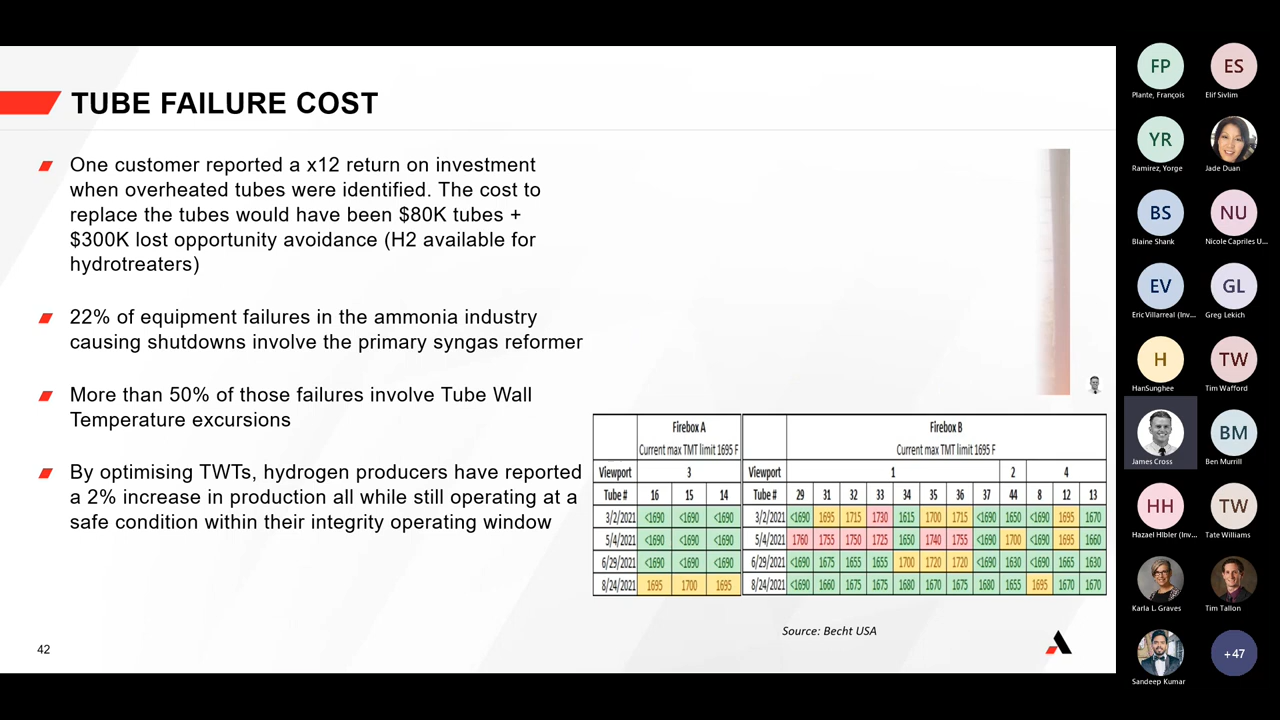 TUBE FAILURE COST
One customer reported a x12 return on investment
when overheated tubes were identified. The cost to
replace the tubes would have been $80K tubes +
$300K lost opportunity avoidance (H2 available for
hydrotreaters)
22% of equipment failures in the ammonia industry
causing shutdowns involve the primary syngas reformer
More than 50% of those failures involve Tube Wall
Temperature excursions
By optimising TWTs, hydrogen producers have reported
a 2% increase in production all while still operating at a
safe condition within their integrity operating window
Firebox A Firebox B
Current max TMT limit 1695 F Current max TMT limit 1695 F
Viewport 3 Viewport 1 2 4
Tube # 16 15 14 Tube # 29 31 32 33 34 35 36 37 44 8 12 13
3/2/2021 <1690 <1690 <1690 3/2/2021 <1690 1695 1715 1730 1615 1700 1715 <1690 1650 <1690 1695 1670
5/4/2021 <1690 <1690 <1690 5/4/2021 1760 1755 1750 1725 1650 1740 1755 <1690 1700 <1690 1695 1660
6/29/2021 <1690 <1690 <1690 6/29/2021 <1690 1675 1655 1655 1700 1720 1720 <1690 1630 <1690 1665 1630
8/24/2021 1695 1700 1695 8/24/2021 <1690 1660 1675 1655 1680 1670 1675 1680 1655 1695 1670 1670
Source: Becht USA
42
FP ES
Plante, François Elif Sivlim
YR
Ramirez, Yorge Jade Duan
BS NU
Blaine Shank Nicole Capriles U...
EV GL
Eric Villarreal (Inv... Greg Lekich
H TW
HanSunghee Tim Wafford
BM
James Cross Ben Murrill
HH TW
Hazael Hibler (Inv... Tate Williams
Karla L. Graves Tim Tallon
+47
Sandeep Kumar